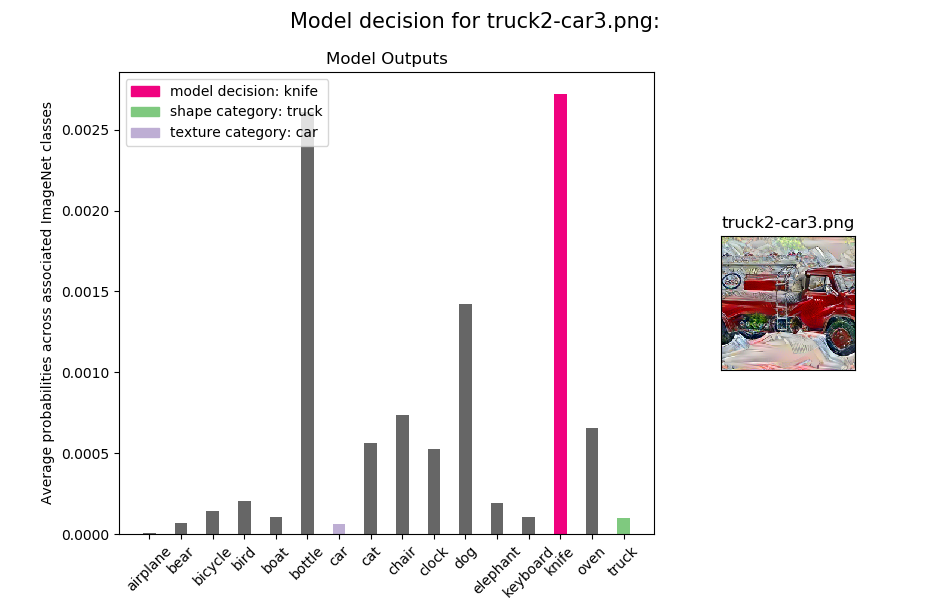 Model decision for truck2-car3.png:
Model Outputs
model decision: knife
shape category: truck
texture category: car
Average probabilities across associated ImageNet classes
0.0025
0.0020
0.0015
0.0010
0.0005
0.0000
airplane
bear
bicycle
bird
boat
bottle
car
cat
chair
clock
dog
elephant
keyboard
knife
oven
truck
truck2-car3.png